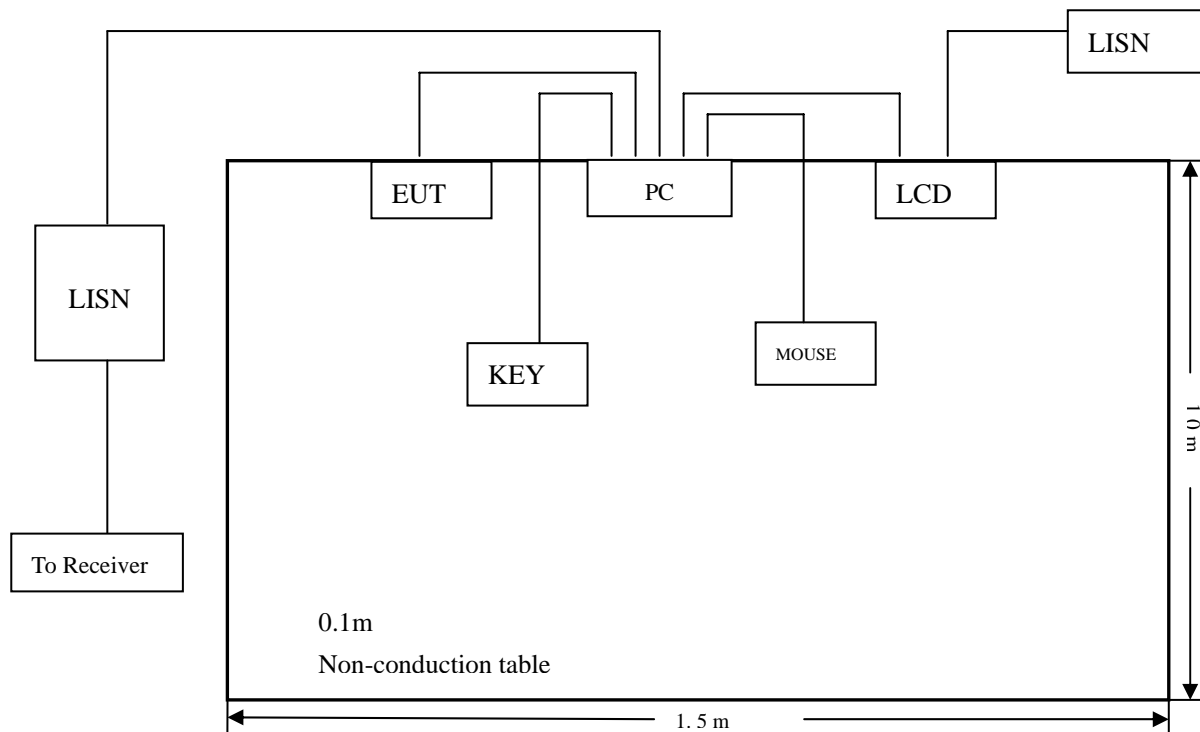 LISN
EUT
PC
LCD
LISN
KEY
MOUSE
To Receiver
0.1m
Non-conduction table
1. 5 m
1.0 m